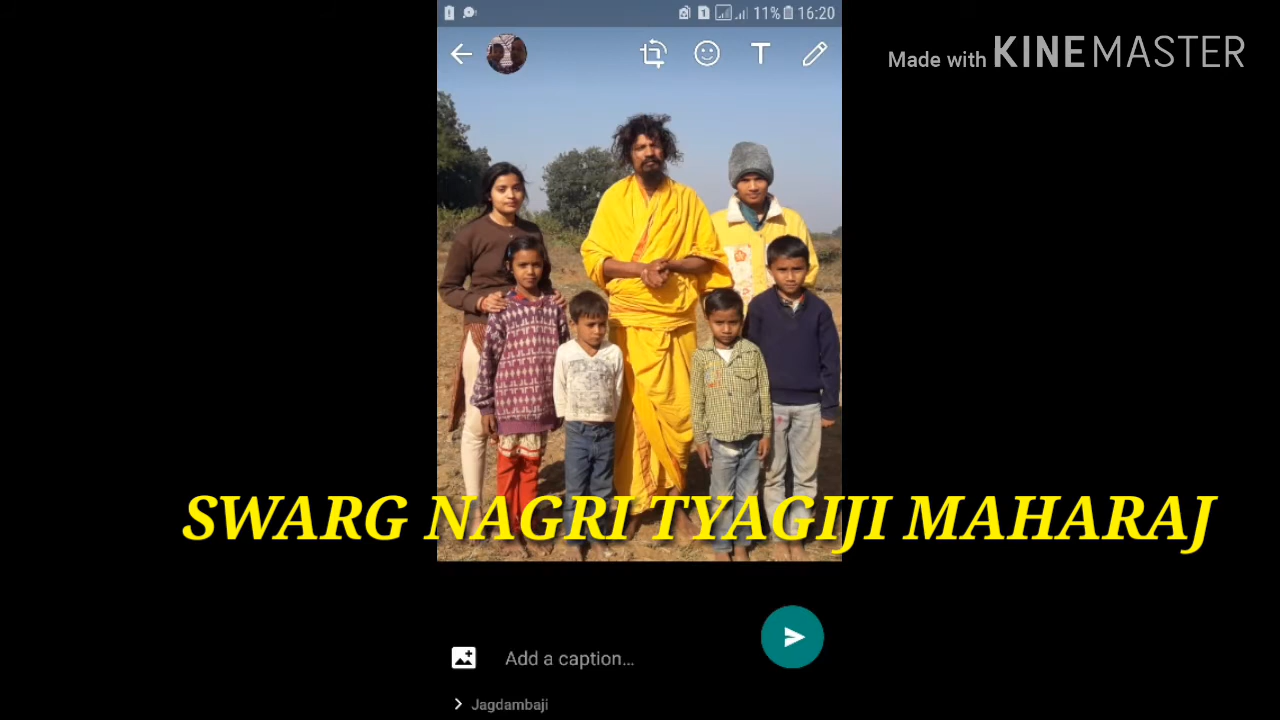 11% 16:20
Made with KINEMASTER
T
SWARG NAGRI TYAGIJI MAHARAJ
Add a caption...
Jagdambaji